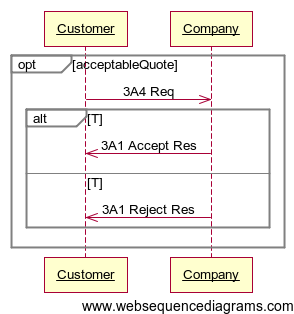 Customer
Company
opt
[acceptableQuote]
3A4 Req
alt
[T]
3A1 Accept Res
[T]
3A1 Reject Res
Customer
Company
www.websequencediagrams.com